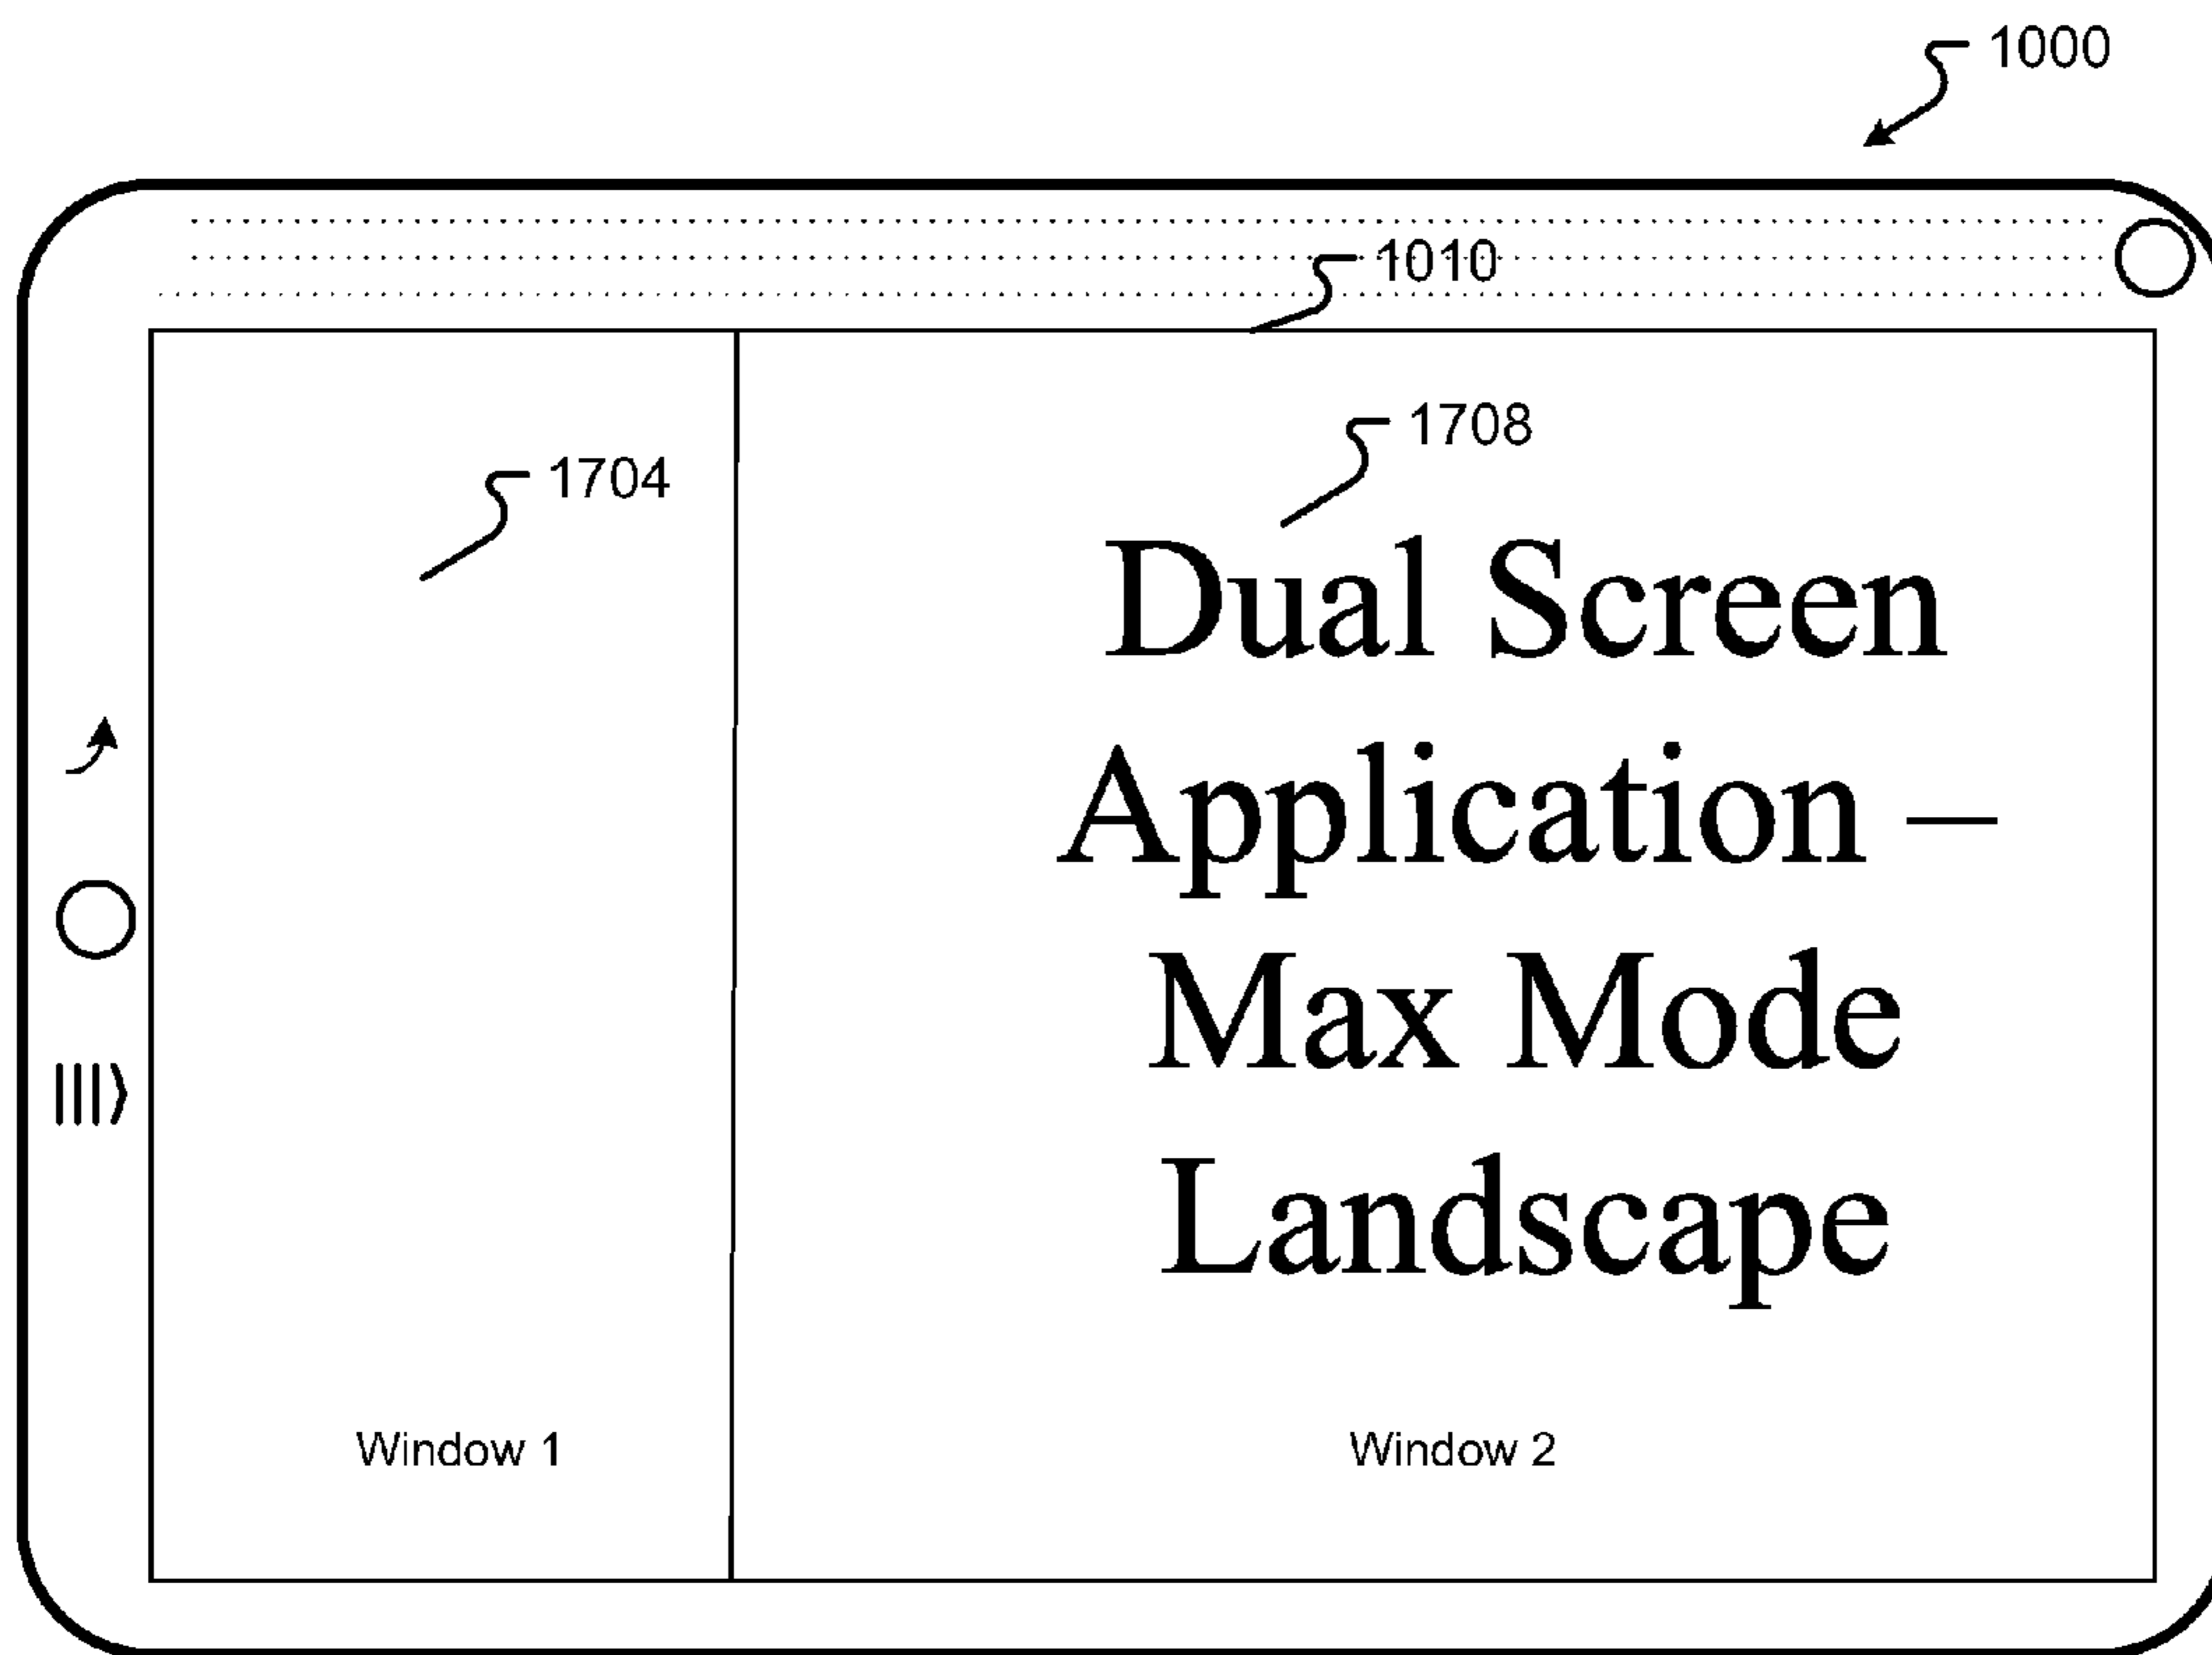 1000
1010
1708
1704
Dual Screen
Application –
Max Mode
Landscape
Window 1
Window 2